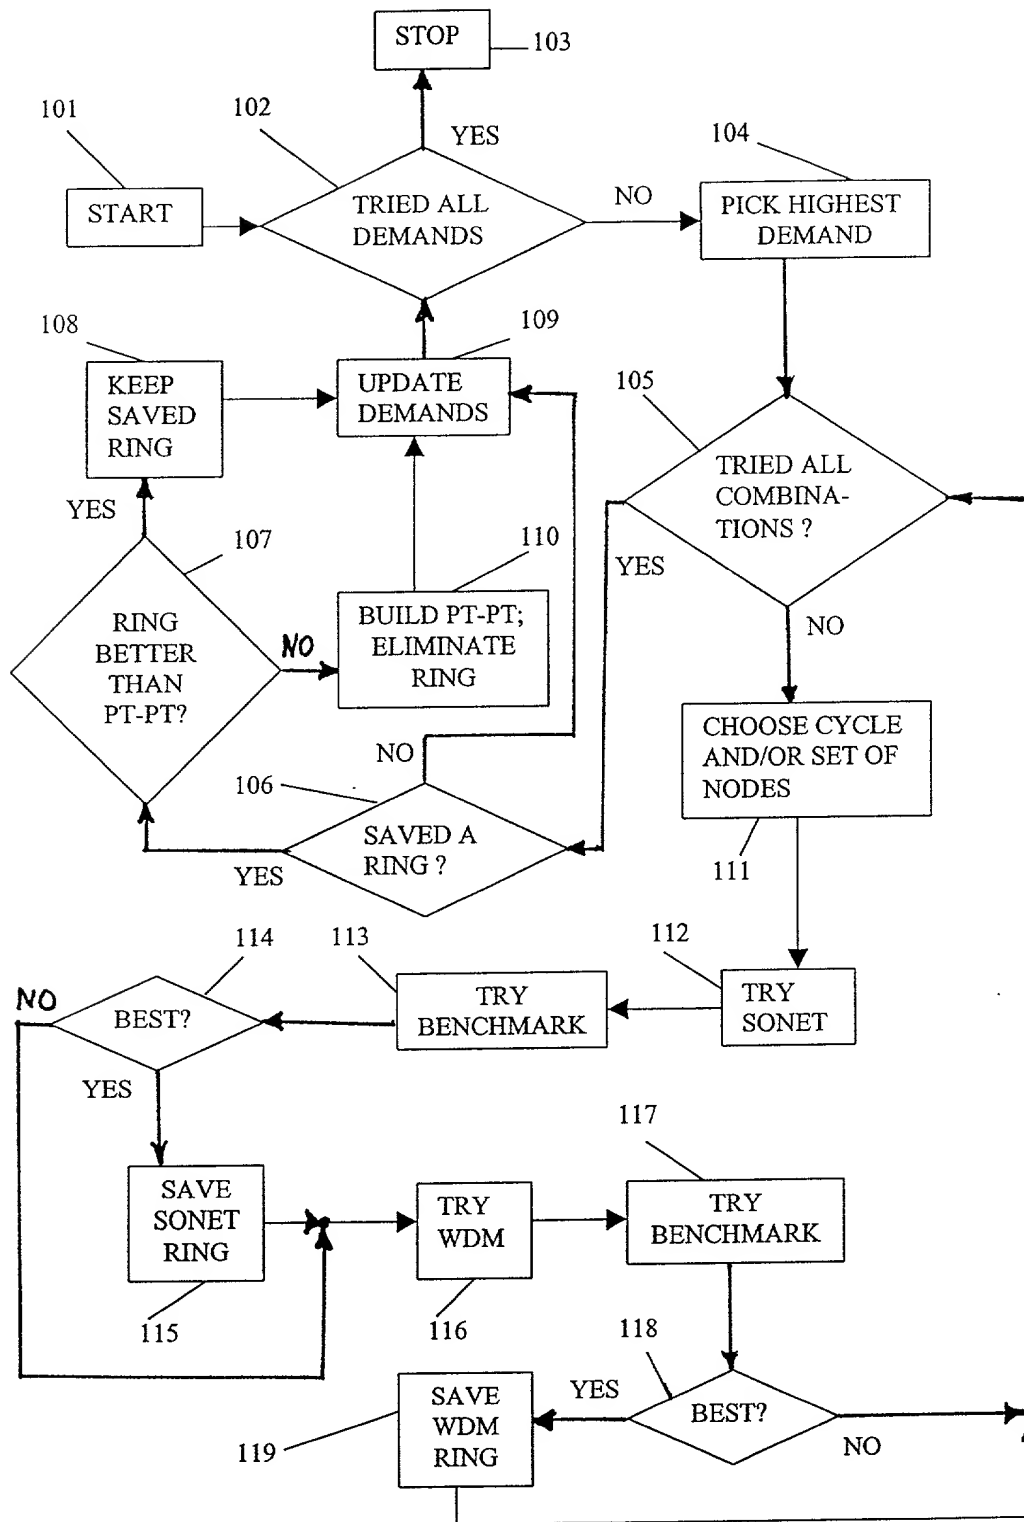 STOP
103
101
102
YES
104
START
TRIED ALL
DEMANDS
NO
PICK HIGHEST
DEMAND
108
109
KEEP
SAVED
RING
UPDATE
DEMANDS
105
TRIED ALL
COMBINA-
TIONS ?
YES
107
110
YES
RING
BETTER
THAN
PT-PT?
NO
BUILD PT-PT;
ELIMINATE
RING
NO
CHOOSE CYCLE
AND/OR SET OF
NODES
NO
106
SAVED A
RING ?
YES
111
114
113
112
NO
BEST?
TRY
BENCHMARK
TRY
SONET
YES
117
SAVE
SONET
RING
TRY
WDM
TRY
BENCHMARK
115
116
118
YES
SAVE
WDM
RING
BEST?
119
NO